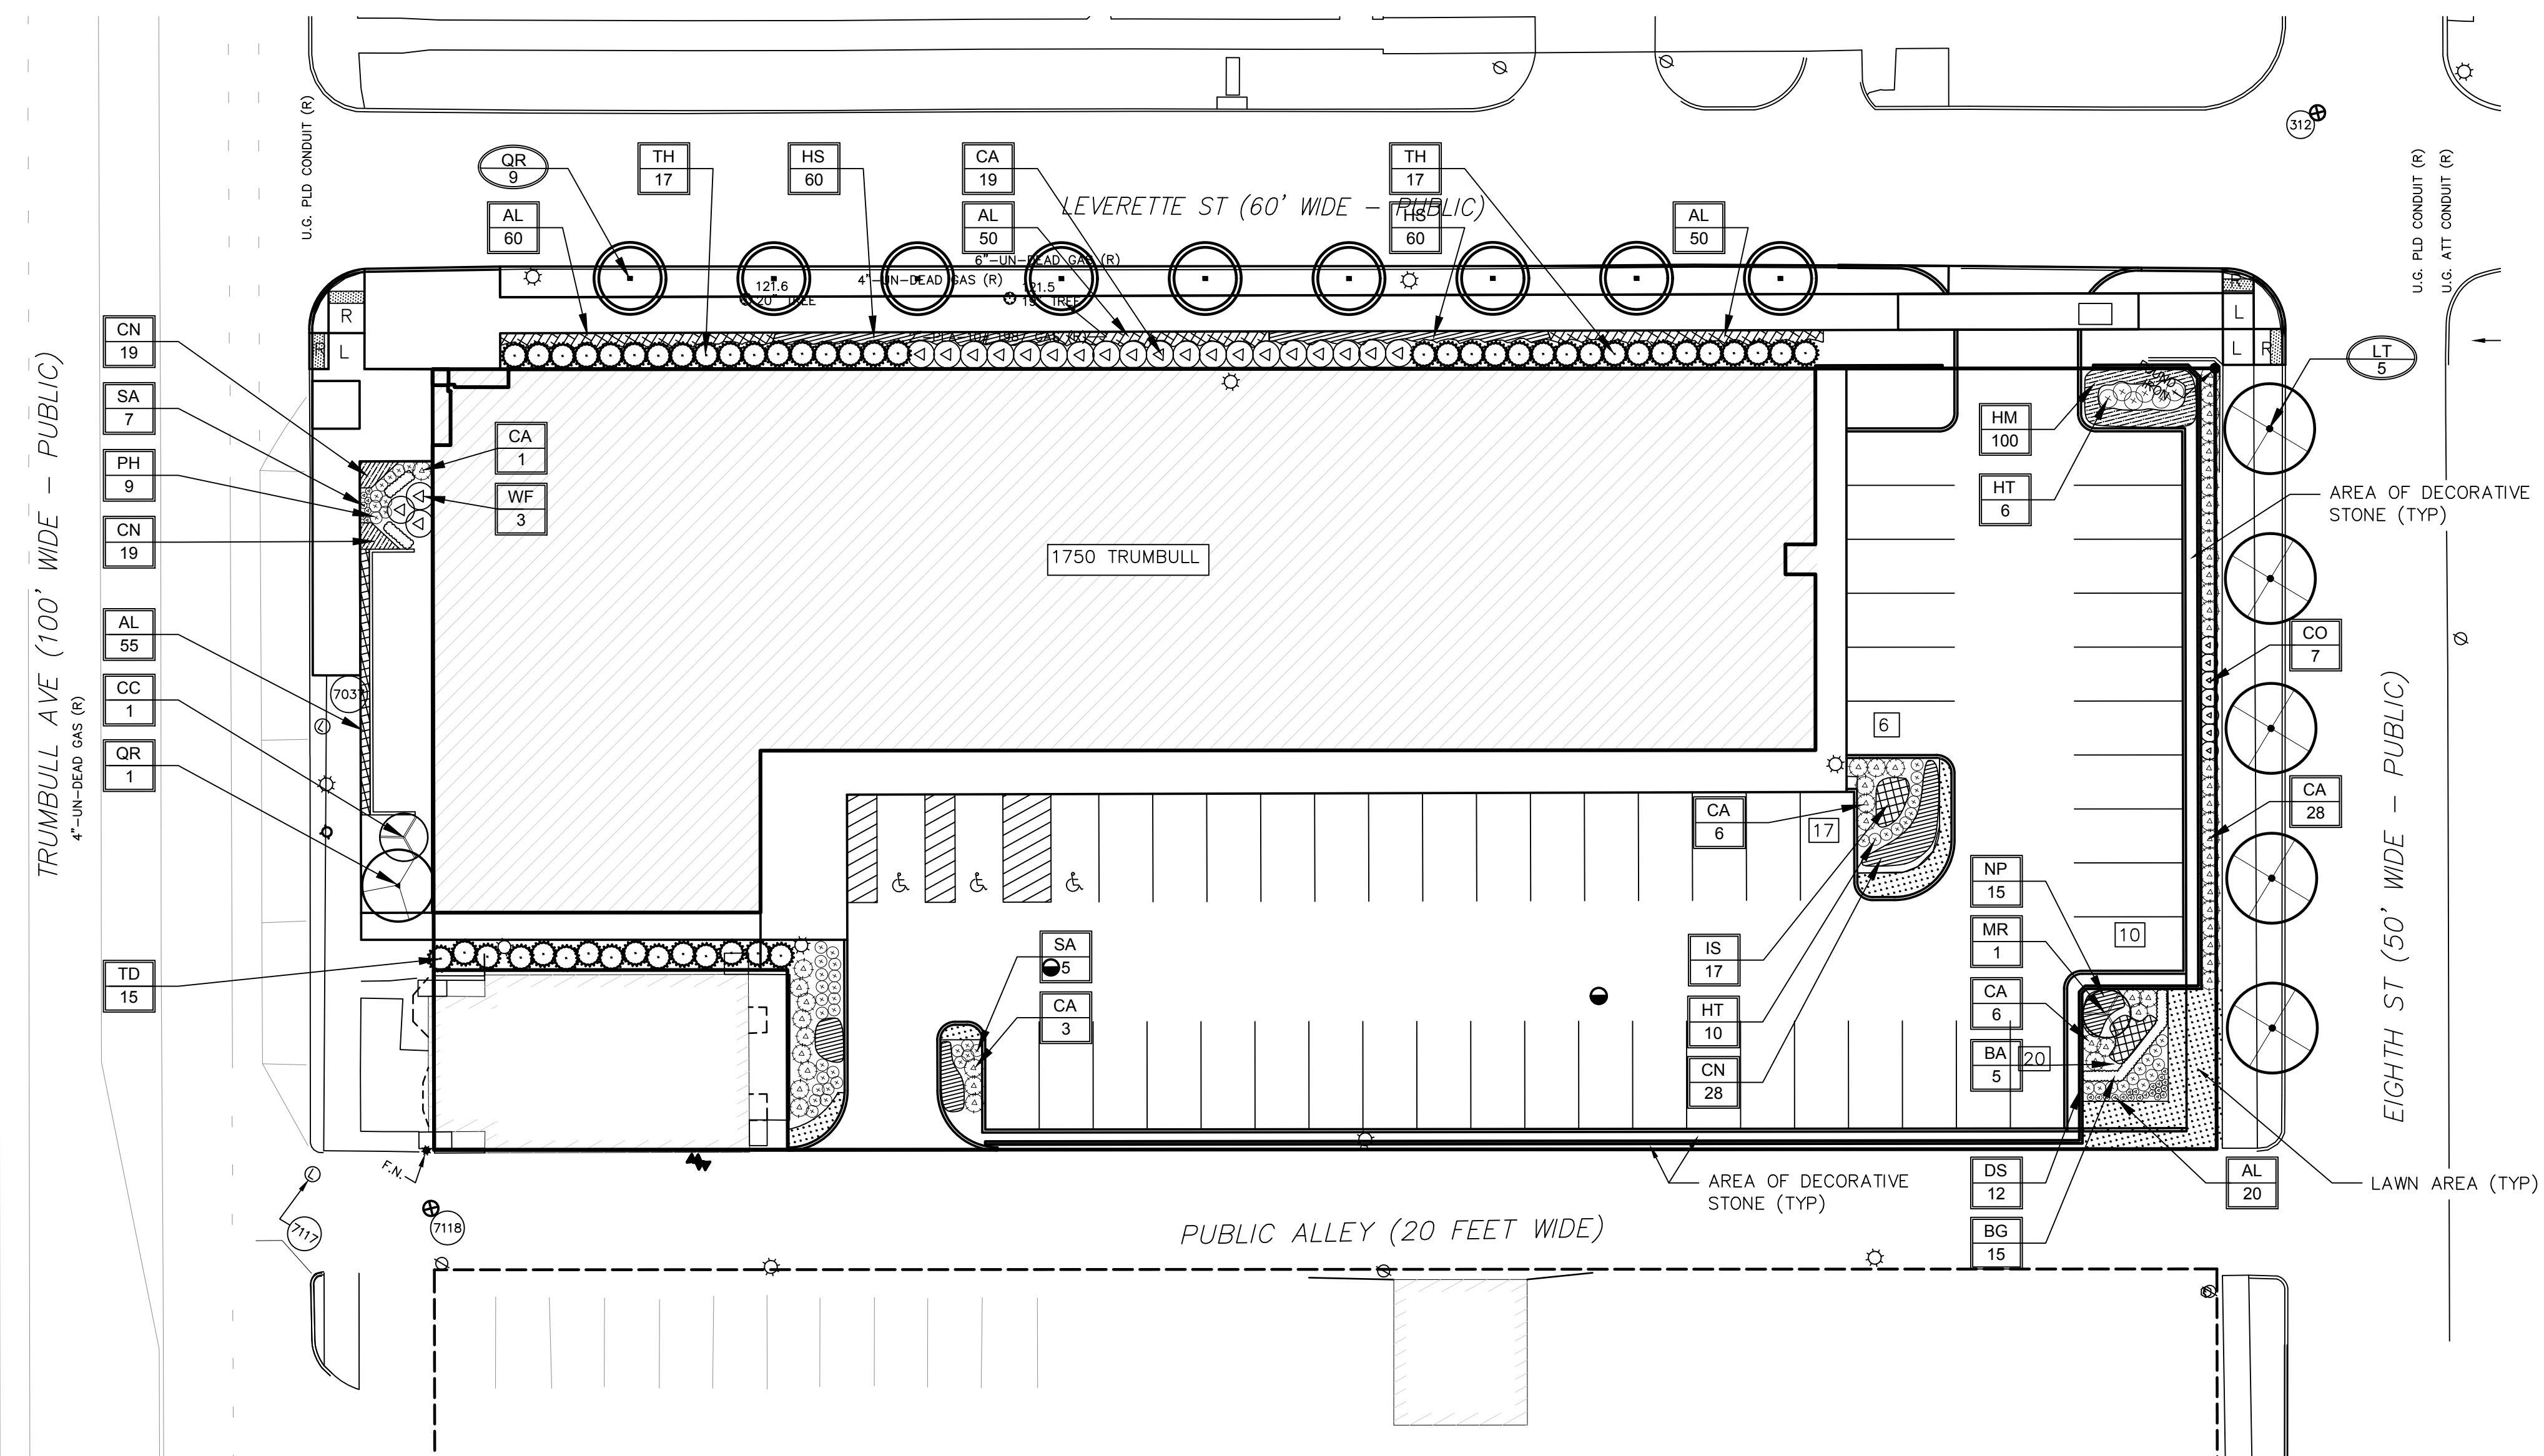 U.G. PLD CONDUIT (R)
312
U.G. PLD CONDUIT (R)
U.G. ATT CONDUIT (R)
QR
9
TH
17
HS
60
CA
19
TH
17
AL
60
AL
50
HS
60
AL
50
LEVERETTE ST (60' WIDE – PUBLIC)
6"-UN-DEAD GAS (R)
4"-UN-DEAD GAS (R)
121.6
20" TREE
121.5
R
L
R
L
L
R
CN
19
SA
7
PH
9
CN
19
CA
1
WF
3
LT
5
HM
100
HT
6
FOUND
IRON
AREA OF DECORATIVE
STONE (TYP)
1750 TRUMBULL
TRUMBULL AVE (100' WIDE – PUBLIC)
4"-UN-DEAD GAS (R)
AL
55
CC
1
QR
1
7037
L
CO
7
CA
28
6
CA
6
17
EIGHTH ST (50' WIDE – PUBLIC)
NP
15
MR
1
CA
6
BA
5
20
10
TD
15
SA
5
CA
3
IS
17
HT
10
CN
28
F.N.
L
7117
7118
AREA OF DECORATIVE
STONE (TYP)
DS
12
BG
15
AL
20
LAWN AREA (TYP)
PUBLIC ALLEY (20 FEET WIDE)